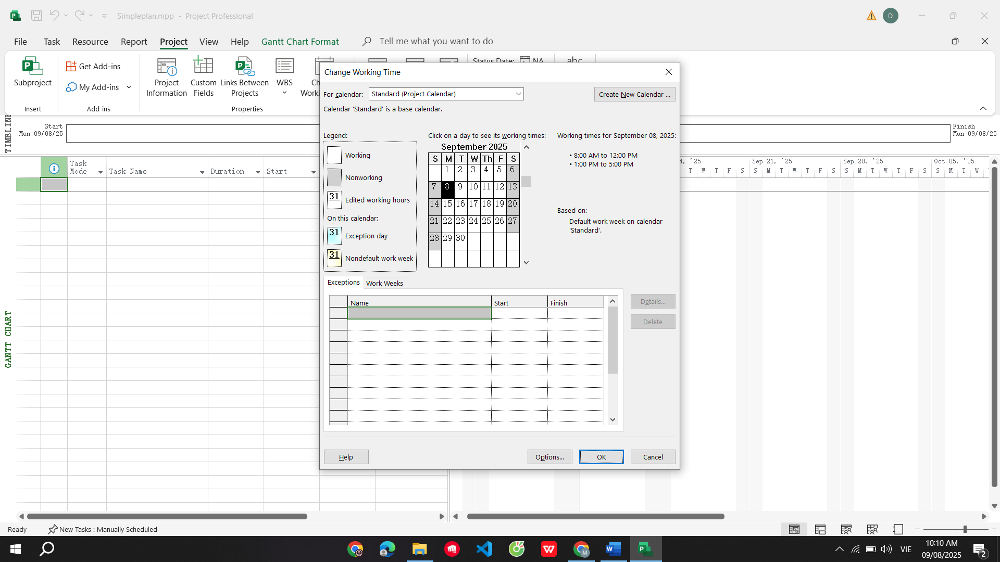 Simpleplan.mpp - Project Professional
D
File Task Resource Report Project View Help Gantt Chart Format Tell me what you want to do
Subproject
Insert
Get Add-ins
My Add-ins
Add-ins
Project Information
Custom Fields
Links Between Projects
WBS
Properties
Status Date: NA
abc
TIMELINE
Start
Mon 09/08/25
Finish
Mon 09/08/25
GANTT CHART
Task Mode
Task Name
Duration
Start
'25
Sep 21, '25
Sep 28, '25
Oct 05, '25
T W T F S S M T W T F S S M T W T F S S M T W
Change Working Time
For calendar: Standard (Project Calendar)
Create New Calendar ...
Calendar 'Standard' is a base calendar.
Legend:
Working
Nonworking
31 Edited working hours
On this calendar:
31 Exception day
31 Nondefault work week
Click on a day to see its working times:
September 2025
S M T W Th F S
1 2 3 4 5 6
7 8 9 10 11 12 13
14 15 16 17 18 19 20
21 22 23 24 25 26 27
28 29 30
Working times for September 08, 2025:
• 8:00 AM to 12:00 PM
• 1:00 PM to 5:00 PM
Based on:
Default work week on calendar
'Standard'.
Exceptions Work Weeks
Name Start Finish
Details...
Delete
Help Options... OK Cancel
Ready New Tasks : Manually Scheduled
VIE
10:10 AM
09/08/2025
2